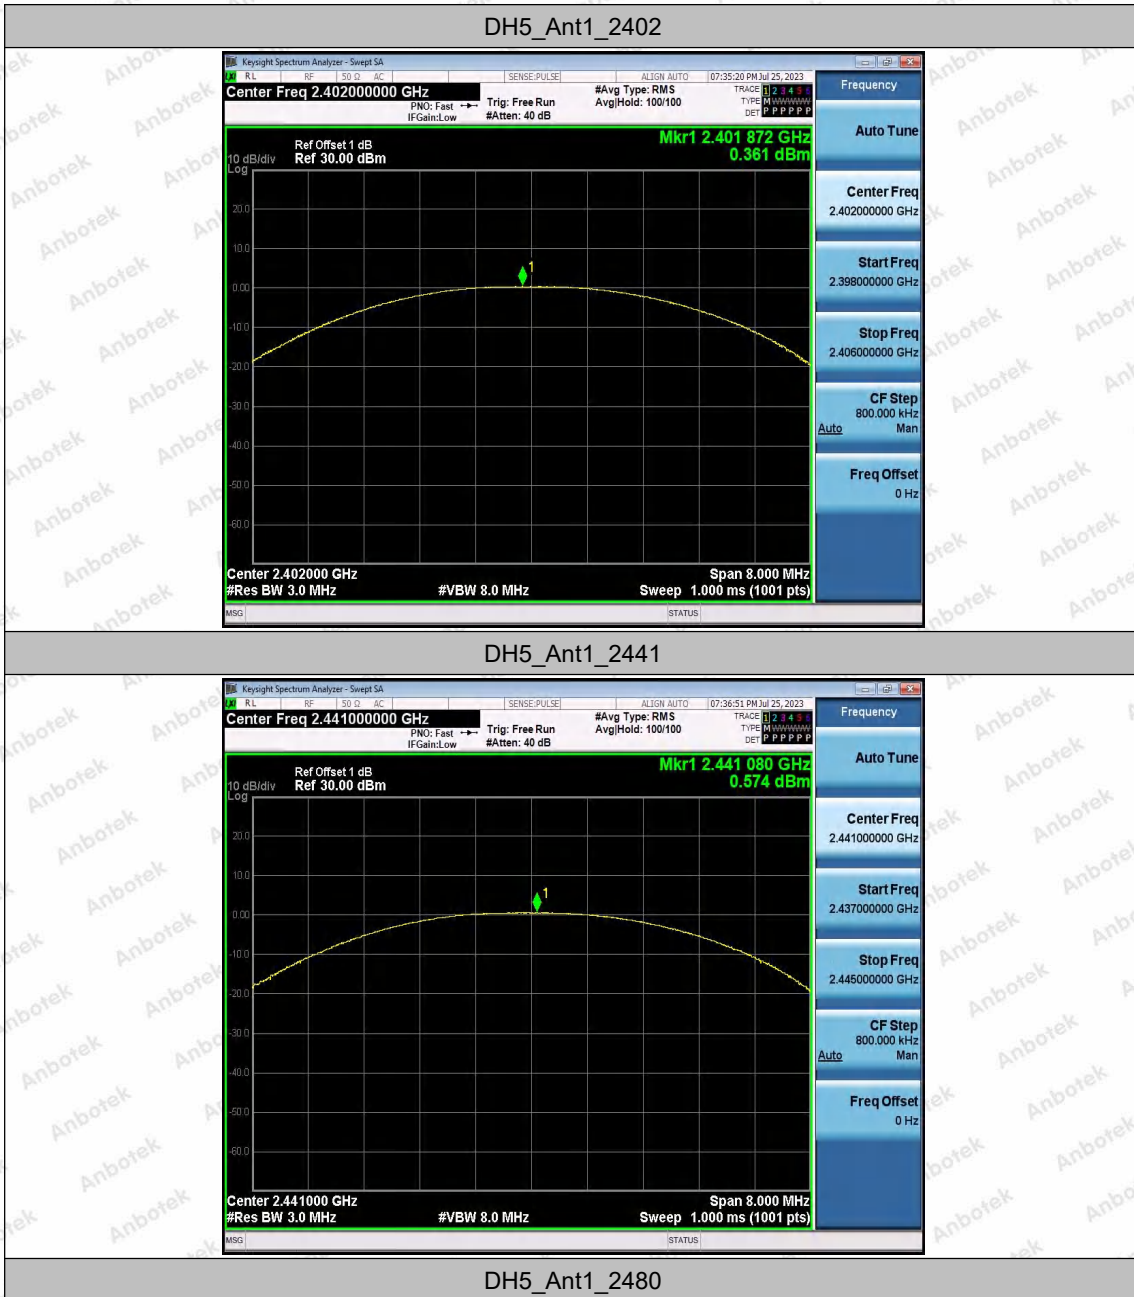 DH5_Ant1_2402
Keysight Spectrum Analyzer - Swept SA
RL RF 50 Ω AC SENSE:PULSE ALIGN AUTO 07:35:20 PM Jul 25, 2023
Center Freq 2.402000000 GHz
PNO: Fast
IFGain:Low
Trig: Free Run
#Atten: 40 dB
#Avg Type: RMS
Avg|Hold: 100/100
TRACE 1 2 3 4 5 6
TYPE M WWWWW
DET P P P P P P
Mkr1 2.401 872 GHz
0.361 dBm
Ref Offset 1 dB
10 dB/div Ref 30.00 dBm
Log
20.0
10.0
0.00
-10.0
-20.0
-30.0
-40.0
-50.0
-60.0
1
Center 2.402000 GHz Span 8.000 MHz
#Res BW 3.0 MHz #VBW 8.0 MHz Sweep 1.000 ms (1001 pts)
MSG STATUS
Frequency
Auto Tune
Center Freq
2.402000000 GHz
Start Freq
2.398000000 GHz
Stop Freq
2.406000000 GHz
CF Step
800.000 kHz
Auto Man
Freq Offset
0 Hz
DH5_Ant1_2441
Keysight Spectrum Analyzer - Swept SA
RL RF 50 Ω AC SENSE:PULSE ALIGN AUTO 07:36:51 PM Jul 25, 2023
Center Freq 2.441000000 GHz
PNO: Fast
IFGain:Low
Trig: Free Run
#Atten: 40 dB
#Avg Type: RMS
Avg|Hold: 100/100
TRACE 1 2 3 4 5 6
TYPE M WWWWW
DET P P P P P P
Mkr1 2.441 080 GHz
0.574 dBm
Ref Offset 1 dB
10 dB/div Ref 30.00 dBm
Log
20.0
10.0
0.00
-10.0
-20.0
-30.0
-40.0
-50.0
-60.0
1
Center 2.441000 GHz Span 8.000 MHz
#Res BW 3.0 MHz #VBW 8.0 MHz Sweep 1.000 ms (1001 pts)
MSG STATUS
Frequency
Auto Tune
Center Freq
2.441000000 GHz
Start Freq
2.437000000 GHz
Stop Freq
2.445000000 GHz
CF Step
800.000 kHz
Auto Man
Freq Offset
0 Hz
DH5_Ant1_2480
Anbotek